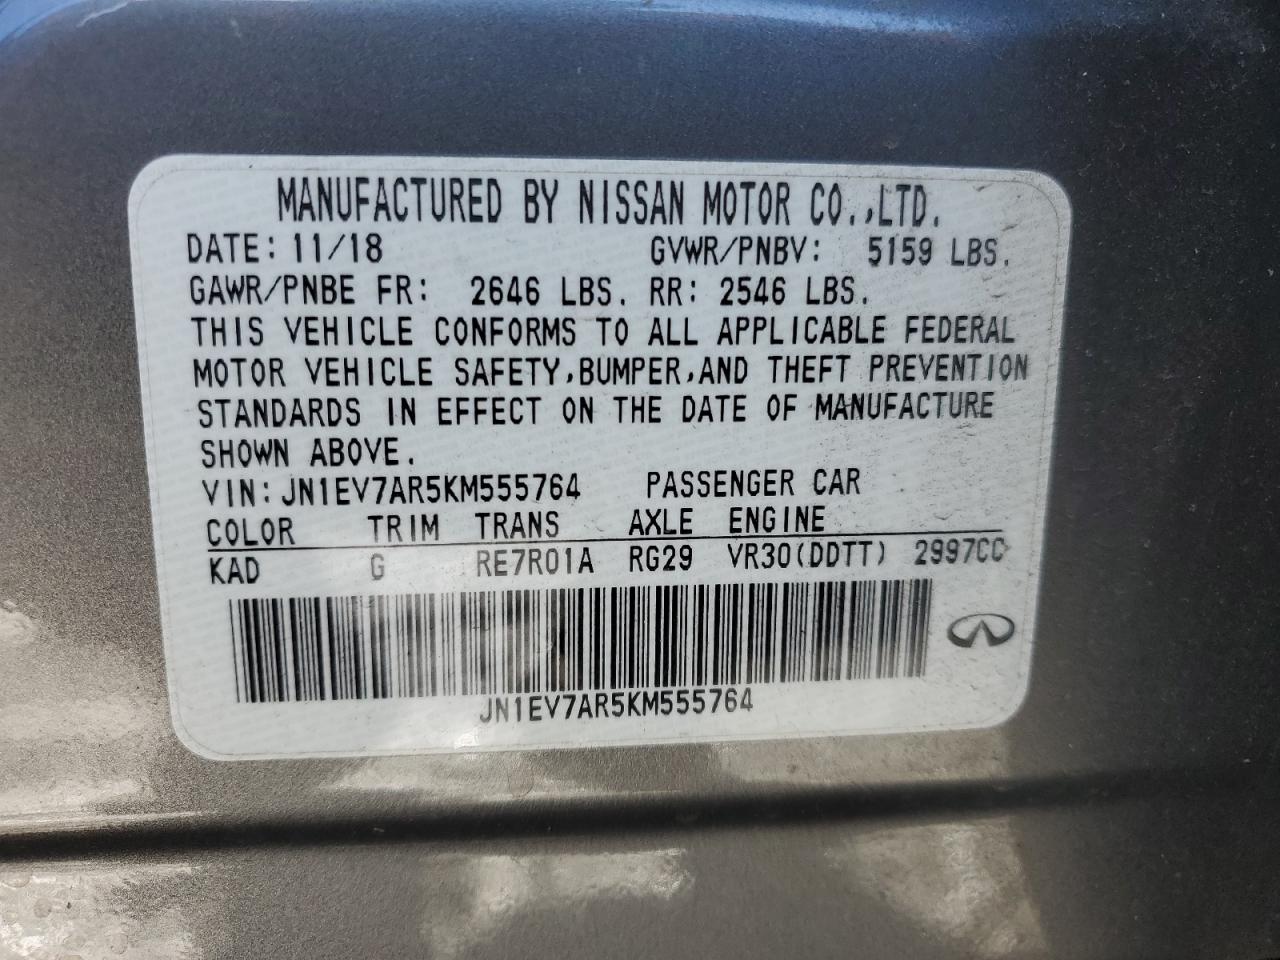 MANUFACTURED BY NISSAN MOTOR CO.,LTD.
DATE: 11/18 GVWR/PNBV: 5159 LBS.
GAWR/PNBE FR: 2646 LBS. RR: 2546 LBS.
THIS VEHICLE CONFORMS TO ALL APPLICABLE FEDERAL
MOTOR VEHICLE SAFETY,BUMPER,AND THEFT PREVENTION
STANDARDS IN EFFECT ON THE DATE OF MANUFACTURE
SHOWN ABOVE.
VIN: JN1EV7AR5KM555764 PASSENGER CAR
COLOR TRIM TRANS AXLE ENGINE
KAD G RE7R01A RG29 VR30(DDTT) 2997CC
JN1EV7AR5KM555764